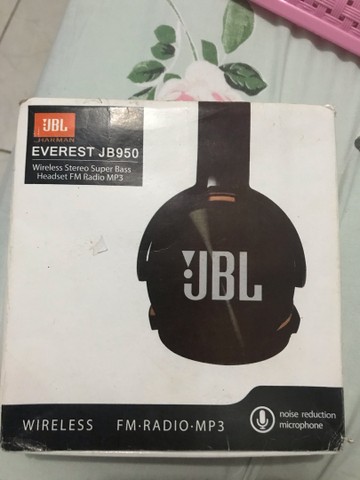 JBL
HARMAN
EVEREST JB950
Wireless Stereo Super Bass
Headset FM Radio MP3
JBL
WIRELESS FM·RADIO·MP3
noise reduction
microphone